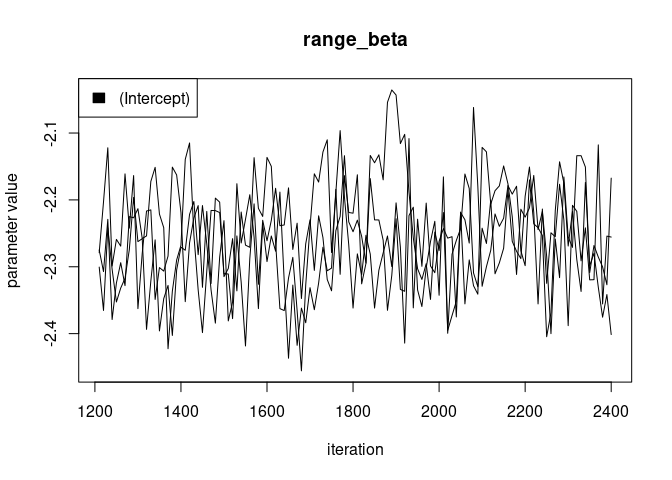 range_beta
(Intercept)
-2.1
-2.2
-2.3
-2.4
parameter value
1200 1400 1600 1800 2000 2200 2400
iteration